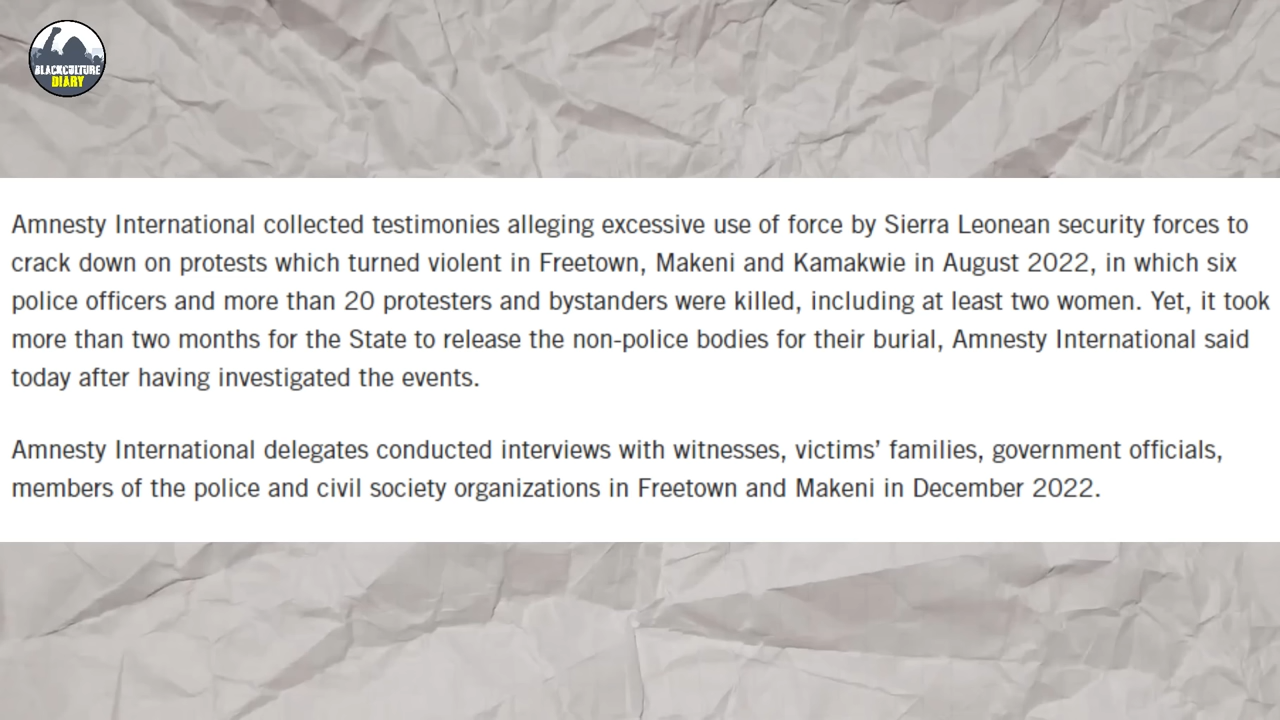 BLACKCULTURE
DIARY
Amnesty International collected testimonies alleging excessive use of force by Sierra Leonean security forces to
crack down on protests which turned violent in Freetown, Makeni and Kamakwie in August 2022, in which six
police officers and more than 20 protesters and bystanders were killed, including at least two women. Yet, it took
more than two months for the State to release the non-police bodies for their burial, Amnesty International said
today after having investigated the events.
Amnesty International delegates conducted interviews with witnesses, victims’ families, government officials,
members of the police and civil society organizations in Freetown and Makeni in December 2022.